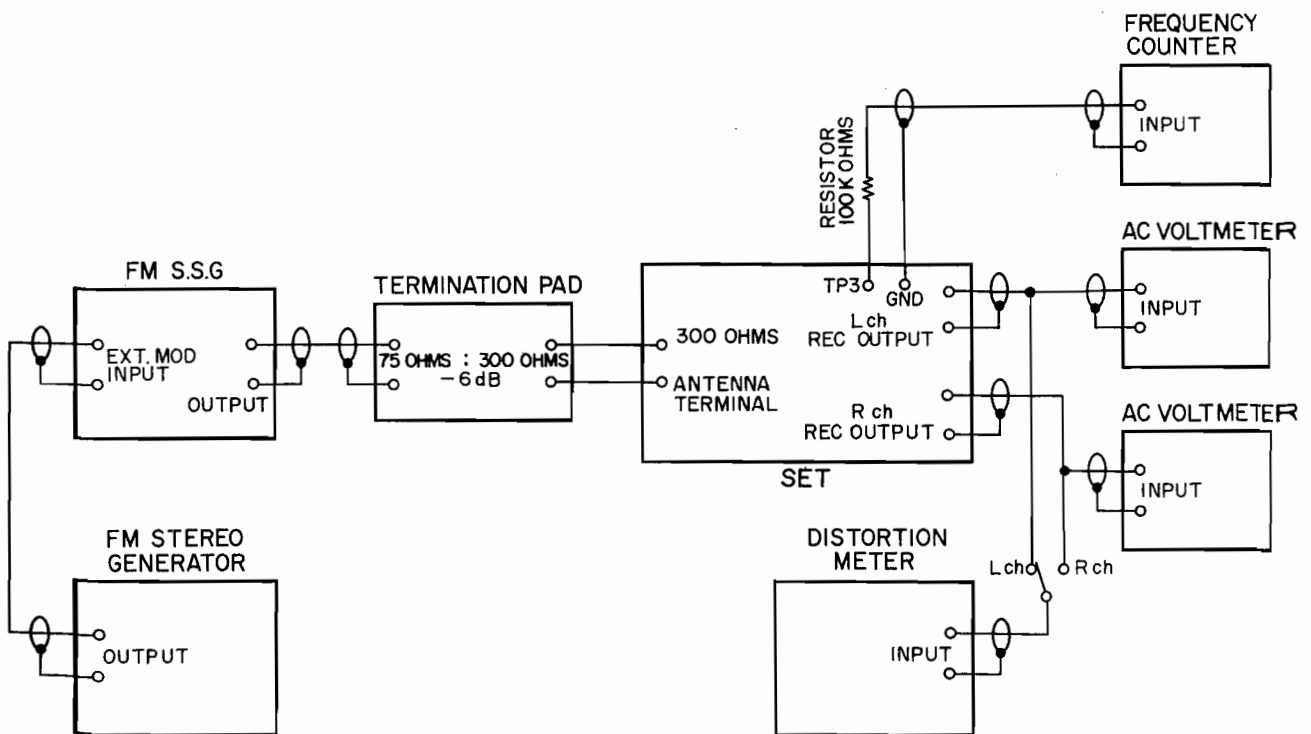 FREQUENCY
COUNTER
INPUT
RESISTOR
100K OHMS
AC VOLTMETER
INPUT
FM S.S.G
EXT. MOD
INPUT
OUTPUT
TERMINATION PAD
75 OHMS : 300 OHMS
-6dB
TP3
GND
300 OHMS
L ch
REC OUTPUT
ANTENNA
TERMINAL
R ch
REC OUTPUT
SET
AC VOLTMETER
INPUT
FM STEREO
GENERATOR
OUTPUT
DISTORTION
METER
L ch
R ch
INPUT